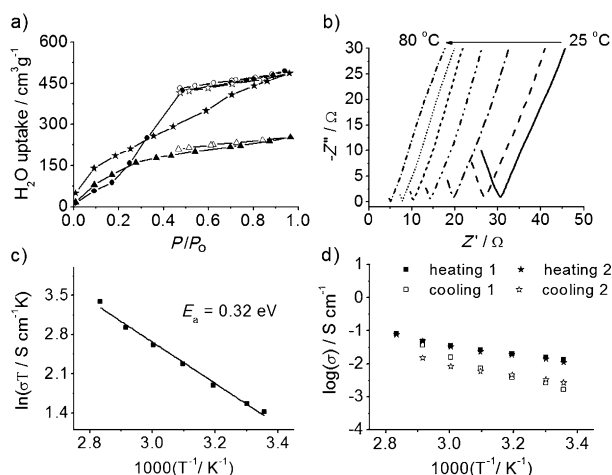 a)
600
450
300
150
0
H₂O uptake / cm³g⁻¹
0.0 0.2 0.4 0.6 0.8 1.0
P/Pₒ
b)
80 °C 25 °C
30
25
20
15
10
5
0
-Z'' / Ω
0 10 20 30 40 50
Z' / Ω
c)
3.5
2.8
2.1
1.4
ln(σT / S cm⁻¹K)
Eₐ = 0.32 eV
2.8 3.0 3.2 3.4
1000(T⁻¹/ K⁻¹)
d)
heating 1 heating 2
cooling 1 cooling 2
0
-1
-2
-3
-4
log(σ) / S cm⁻¹
2.8 3.0 3.2 3.4
1000(T⁻¹/ K⁻¹)